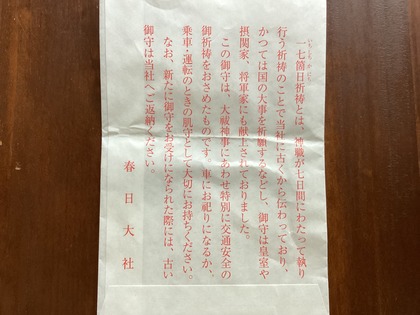 いちしちかにち
一七箇日祈祷とは、神職が七日間にわたって執り
行う祈祷のことで当社に古くから伝わっており、
かつては国の大事を祈願するなどし、御守は皇室や
摂関家、将軍家にも献上されておりました。
この御守は、大祓神事にあわせ特別に交通安全の
御祈祷をおさめたものです。車にお祀りになるか、
乗車・運転のときの肌守として大切にお持ちください。
なお、新たに御守をお受けになられた際には、古い
御守は当社へご返納ください。
春日大社